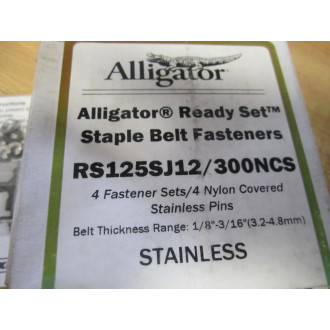 Alligator®
Alligator® Ready Set™
Staple Belt Fasteners
RS125SJ12/300NCS
4 Fastener Sets/4 Nylon Covered
Stainless Pins
Belt Thickness Range: 1/8"-3/16"(3.2-4.8mm)
STAINLESS